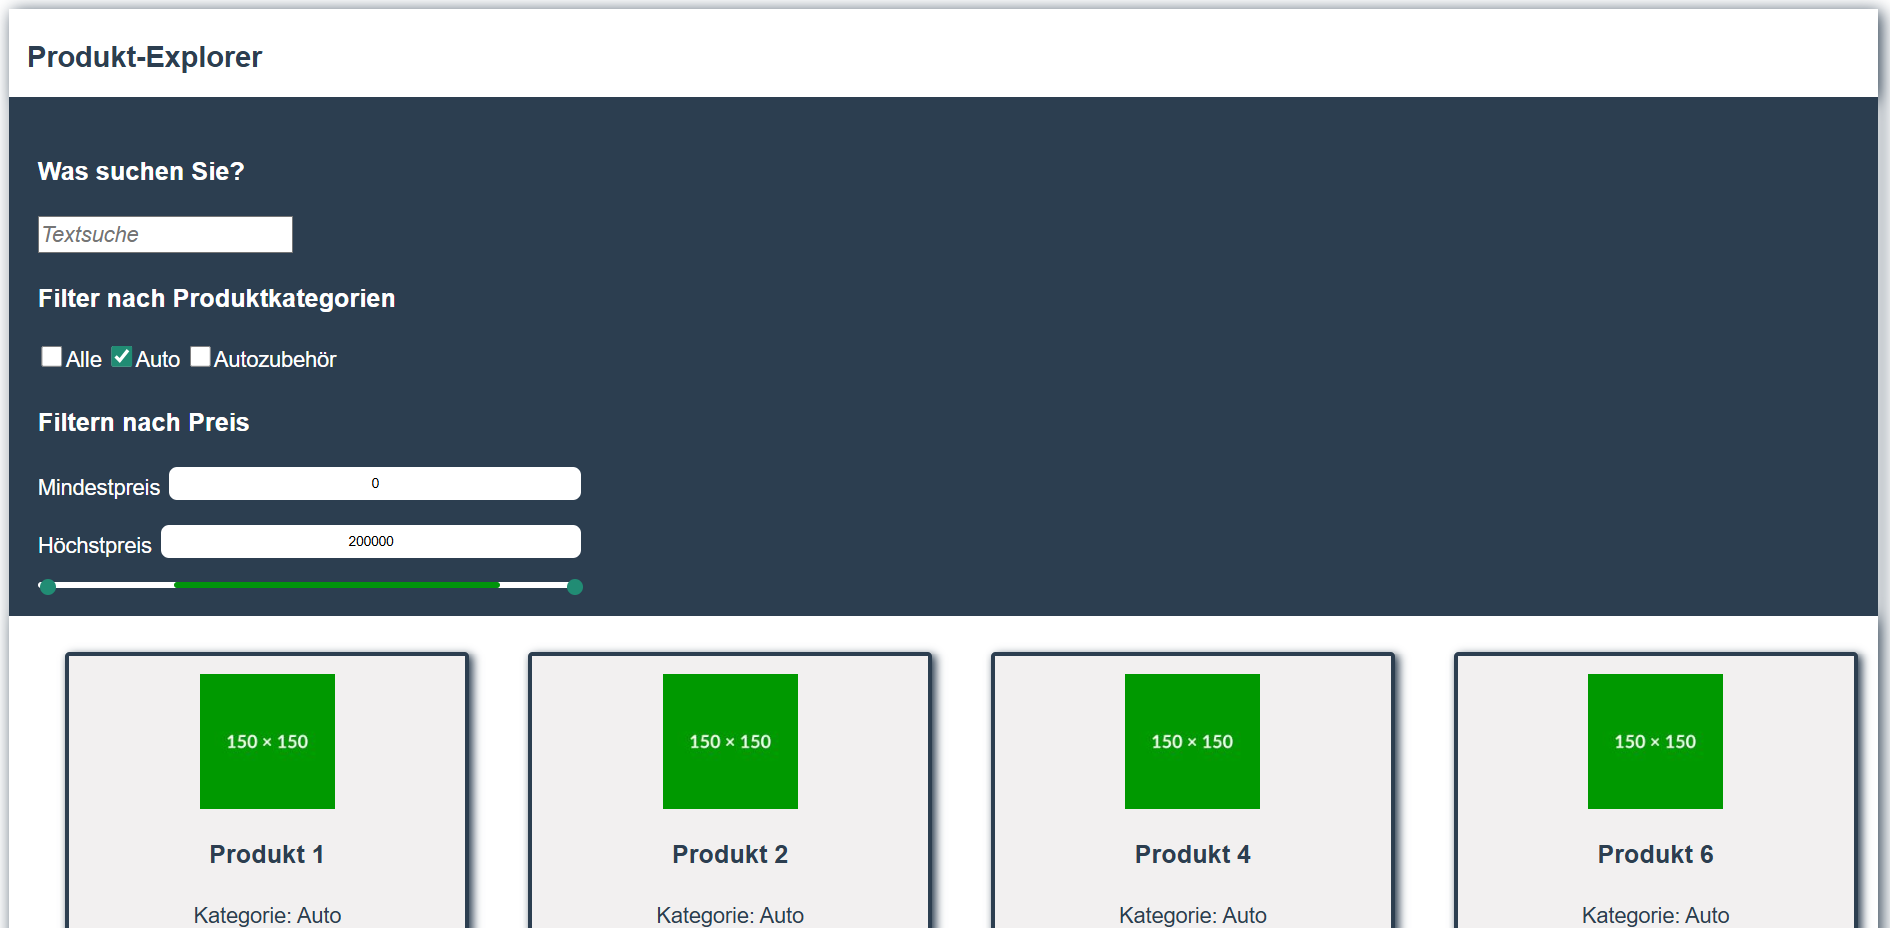 Produkt-Explorer
Was suchen Sie?
Textsuche
Filter nach Produktkategorien
Alle Auto Autozubehör
Filtern nach Preis
Mindestpreis 0
Höchstpreis 200000
150 × 150 150 × 150 150 × 150 150 × 150
Produkt 1 Produkt 2 Produkt 4 Produkt 6
Kategorie: Auto Kategorie: Auto Kategorie: Auto Kategorie: Auto